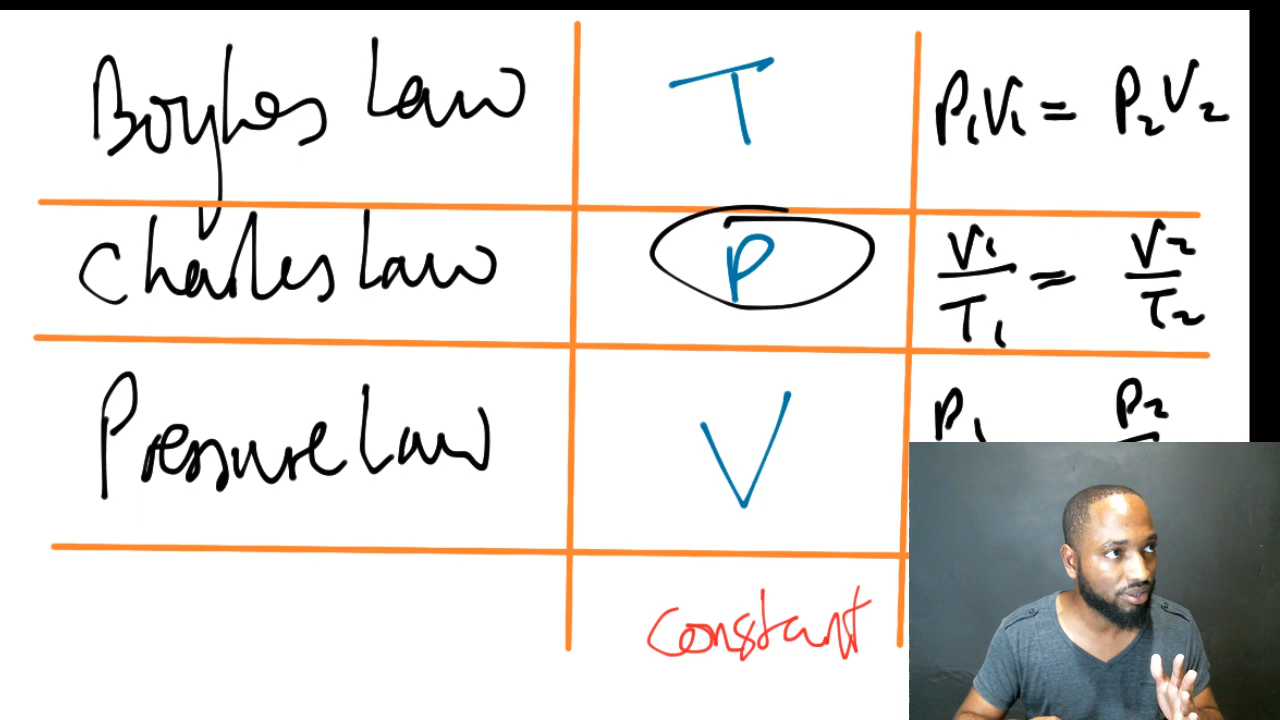 Boyles Law T P₁V₁ = P₂V₂
Charles Law P V₁/T₁ = V₂/T₂
Pressure Law V P₁ P₂
constant